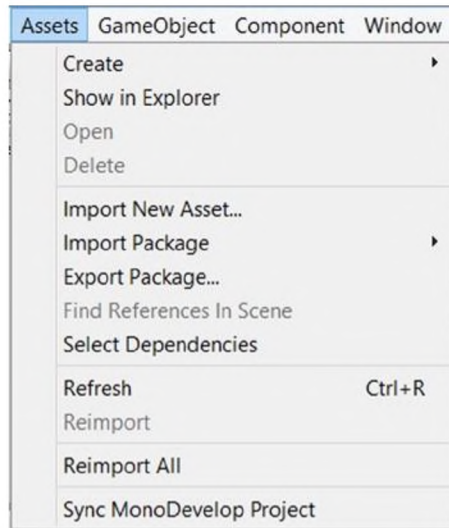 Assets GameObject Component Window
Create
Show in Explorer
Open
Delete
Import New Asset...
Import Package
Export Package...
Find References In Scene
Select Dependencies
Refresh Ctrl+R
Reimport
Reimport All
Sync MonoDevelop Project